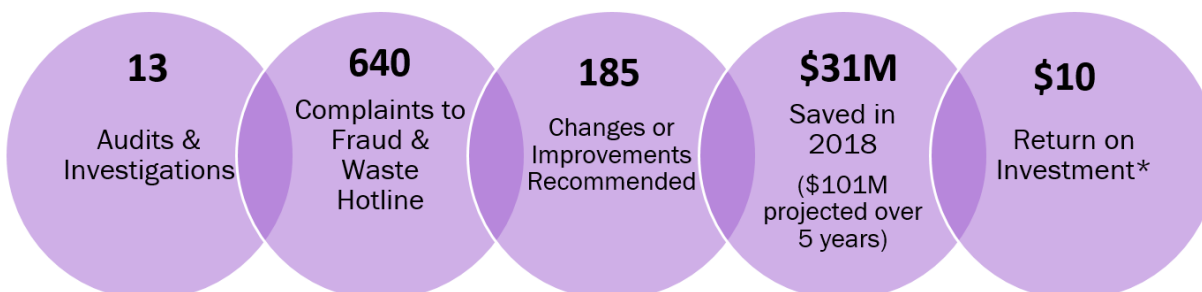 13
Audits &
Investigations
640
Complaints to
Fraud &
Waste
Hotline
185
Changes or
Improvements
Recommended
$31M
Saved in
2018
($101M
projected over
5 years)
$10
Return on
Investment*